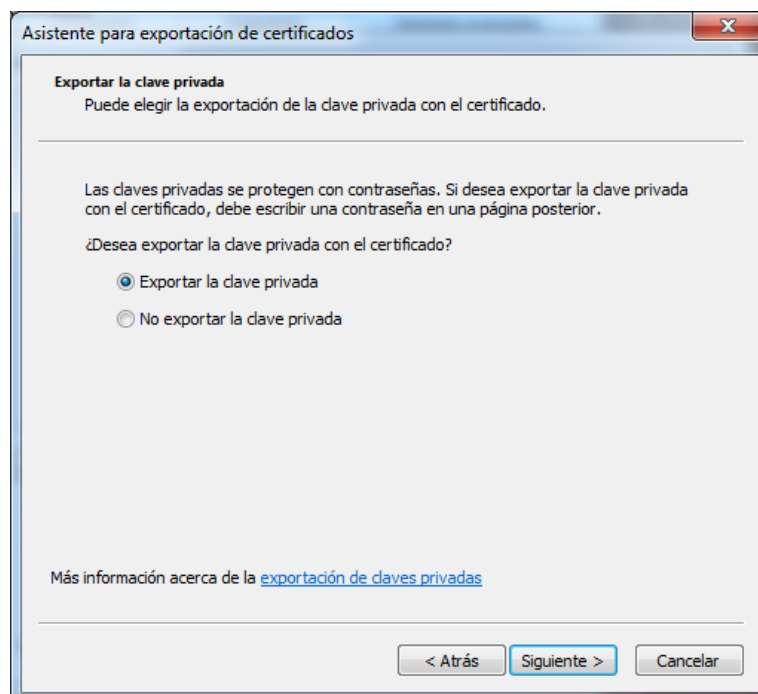 Asistente para exportación de certificados
Exportar la clave privada
Puede elegir la exportación de la clave privada con el certificado.
Las claves privadas se protegen con contraseñas. Si desea exportar la clave privada
con el certificado, debe escribir una contraseña en una página posterior.
¿Desea exportar la clave privada con el certificado?
Exportar la clave privada
No exportar la clave privada
Más información acerca de la exportación de claves privadas
< Atrás Siguiente > Cancelar